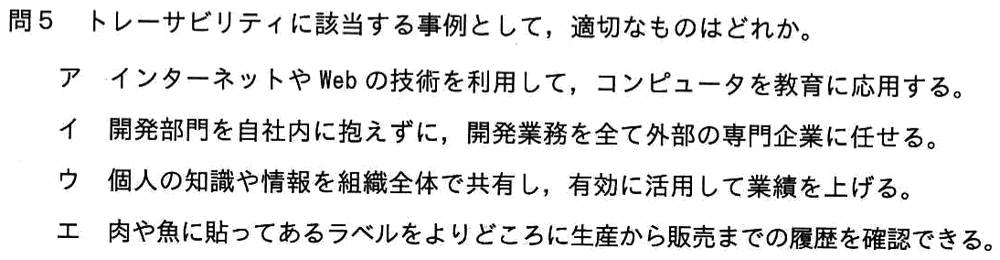 問5　トレーサビリティに該当する事例として，適切なものはどれか。
ア　インターネットやWebの技術を利用して，コンピュータを教育に応用する。
イ　開発部門を自社内に抱えずに，開発業務を全て外部の専門企業に任せる。
ウ　個人の知識や情報を組織全体で共有し，有効に活用して業績を上げる。
エ　肉や魚に貼ってあるラベルをよりどころに生産から販売までの履歴を確認できる。